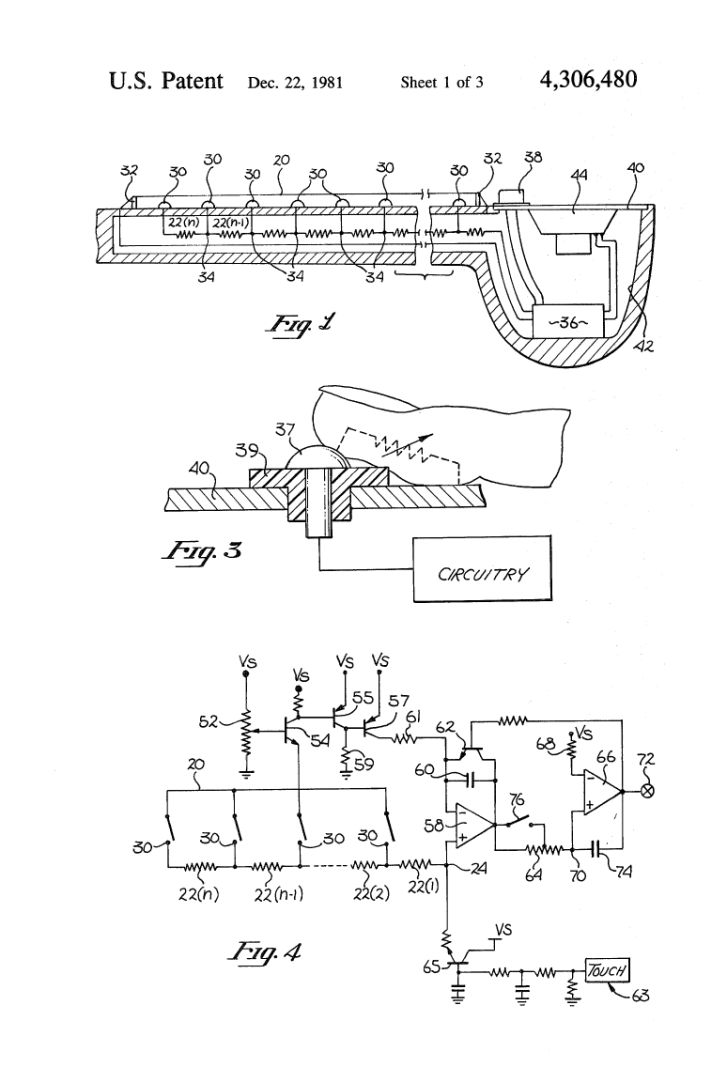 U.S. Patent Dec. 22, 1981 Sheet 1 of 3 4,306,480
32 30 30 30 20 30 30 30 32 38 44 40
22(n) 22(n-1)
34 34 34 34
~36~
42
Fig. 1
37
39
40
Fig. 3
CIRCUITRY
Vs Vs Vs Vs
52 54 55 57 61 62 Vs
68 66 72
59 60
20 58 76
30 30 30 30
22(n) 22(n-1) 22(2) 22(1) 24 64 70 74
Fig. 4
Vs
65 TOUCH
63